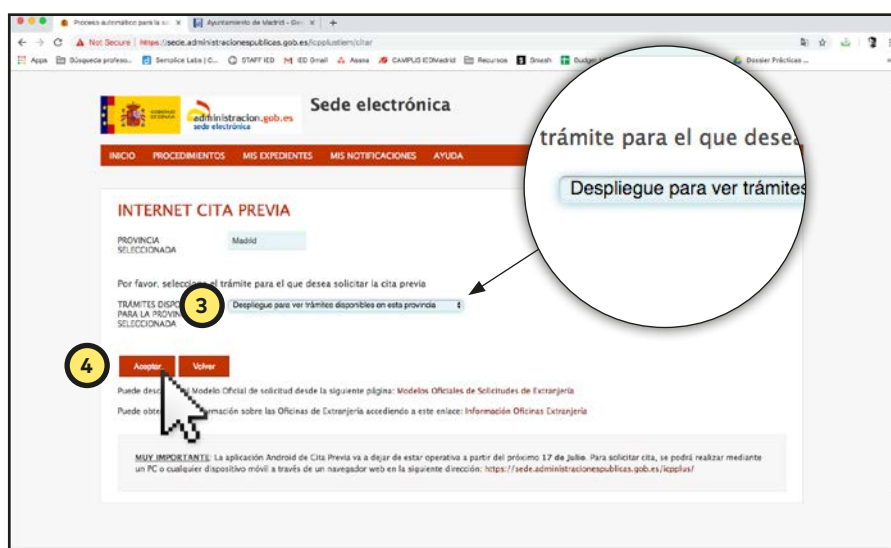 Proceso automático para la so
Ayuntamiento de Madrid - Ge
Not Secure | https://sede.administracionespublicas.gob.es/icpplustiem/citar
Apps Búsqueda profeso... Semplice Labs | C... STAFF IED IED Gmail Asana CAMPUS IEDMadrid Recursos Smash Budget Dossier Prácticas ...
GOBIERNO DE ESPAÑA
administracion.gob.es
sede electrónica
Sede electrónica
INICIO PROCEDIMIENTOS MIS EXPEDIENTES MIS NOTIFICACIONES AYUDA
trámite para el que desea
Despliegue para ver trámites
INTERNET CITA PREVIA
PROVINCIA SELECCIONADA
Madrid
Por favor, seleccione el trámite para el que desea solicitar la cita previa
TRÁMITES DISPO
PARA LA PROVIN
SELECCIONADA
3
Despliegue para ver trámites disponibles en esta provincia
4
Aceptar Volver
Puede des Modelo Oficial de solicitud desde la siguiente página: Modelos Oficiales de Solicitudes de Extranjería
Puede obte rmación sobre las Oficinas de Extranjería accediendo a este enlace: Información Oficinas Extranjería
MUY IMPORTANTE: La aplicación Android de Cita Previa va a dejar de estar operativa a partir del próximo 17 de Julio. Para solicitar cita, se podrá realizar mediante
un PC o cualquier dispositivo móvil a través de un navegador web en la siguiente dirección: https://sede.administracionespublicas.gob.es/icpplus/